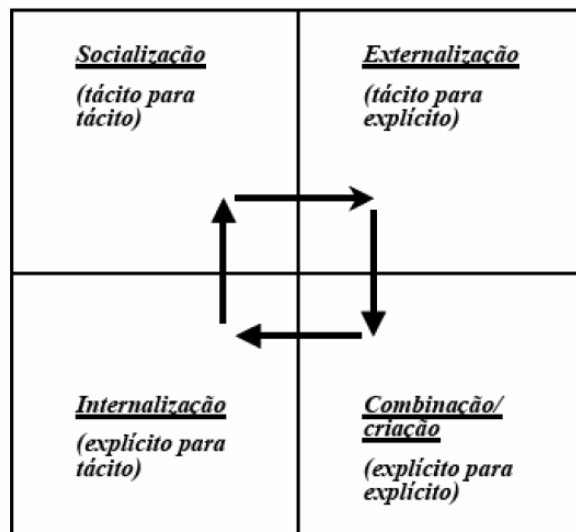 Socialização
(tácito para
tácito)
Externalização
(tácito para
explícito)
Internalização
(explícito para
tácito)
Combinação/
criação
(explícito para
explícito)